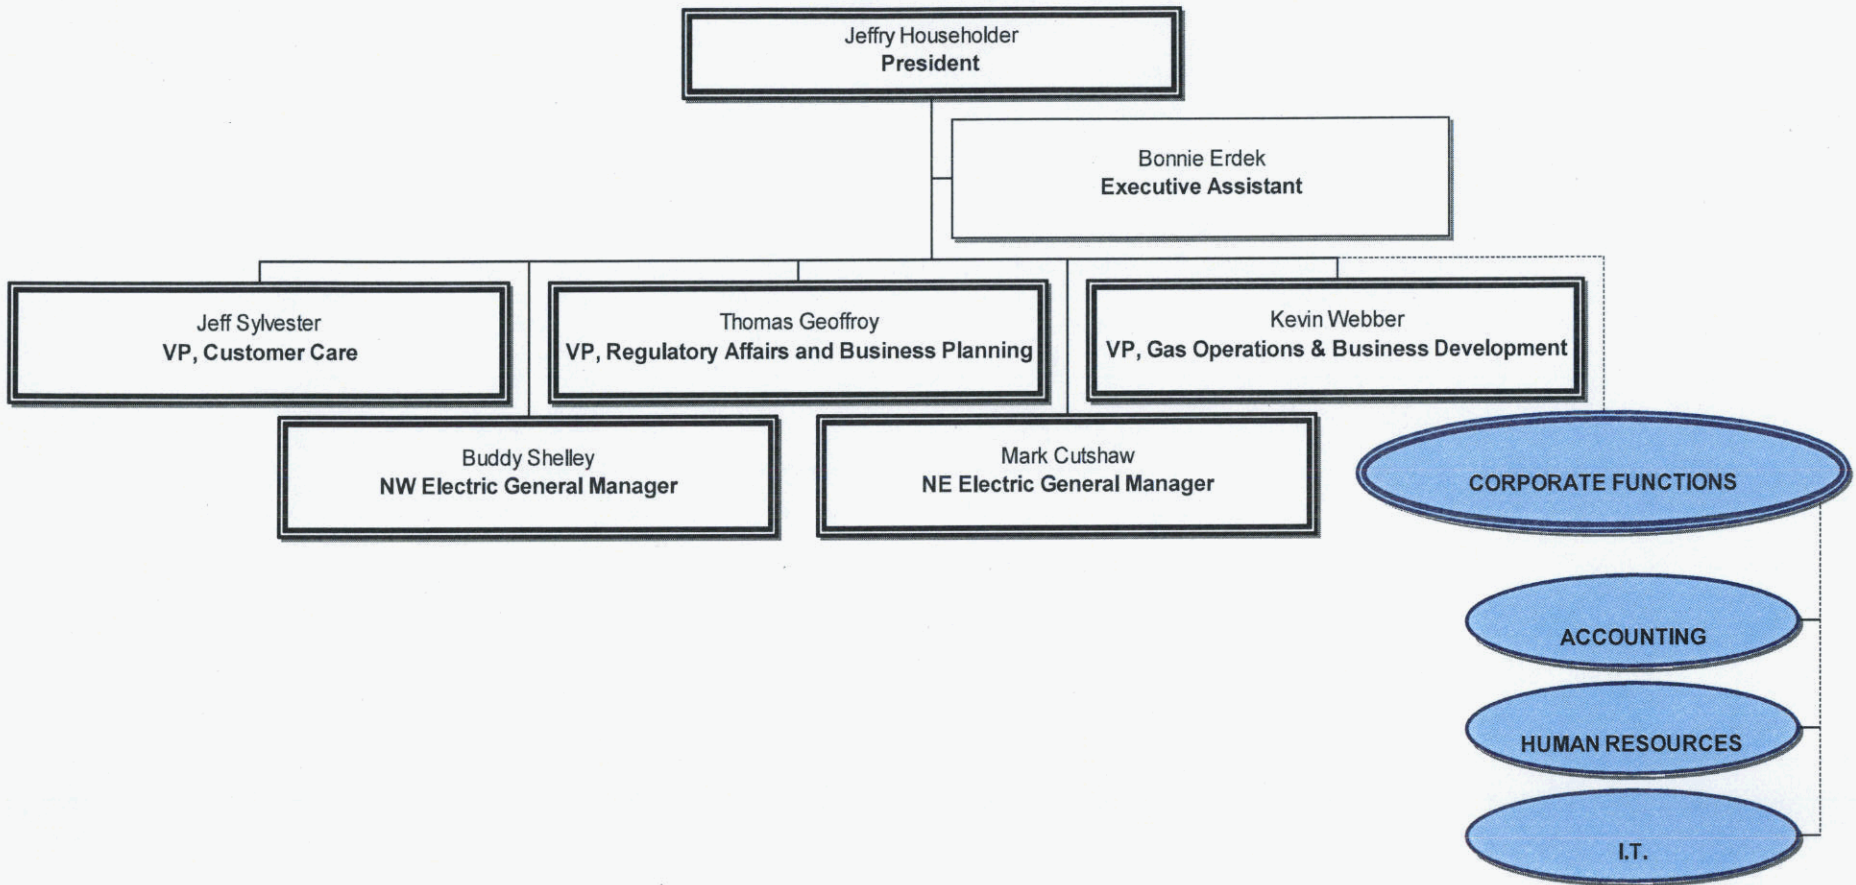 Jeffry Householder
President
Bonnie Erdek
Executive Assistant
Jeff Sylvester
VP, Customer Care
Thomas Geoffroy
VP, Regulatory Affairs and Business Planning
Kevin Webber
VP, Gas Operations & Business Development
Buddy Shelley
NW Electric General Manager
Mark Cutshaw
NE Electric General Manager
CORPORATE FUNCTIONS
ACCOUNTING
HUMAN RESOURCES
I.T.